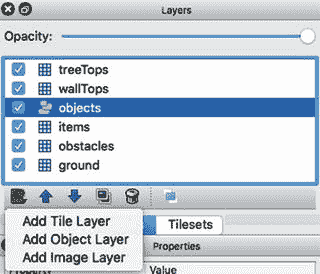 Layers
Opacity:
treeTops
wallTops
objects
items
obstacles
ground
Add Tile Layer
Add Object Layer
Add Image Layer
Tilesets
Properties
Value